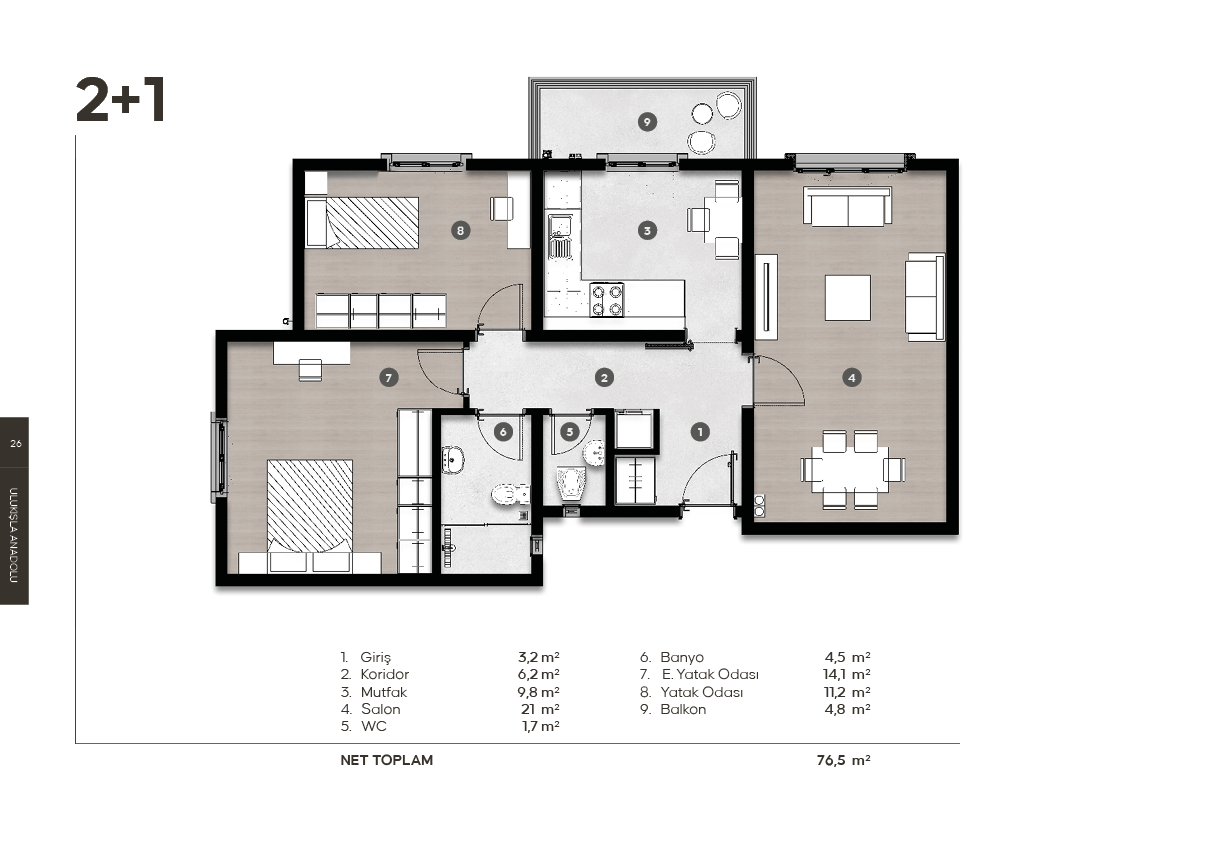 2+1
9
8
3
7
2
4
6
5
1
26
ULUKIŞLA ANADOLU
1. Giriş 3,2 m²
2. Koridor 6,2 m²
3. Mutfak 9,8 m²
4. Salon 21 m²
5. WC 1,7 m²
6. Banyo 4,5 m²
7. E. Yatak Odası 14,1 m²
8. Yatak Odası 11,2 m²
9. Balkon 4,8 m²
NET TOPLAM 76,5 m²